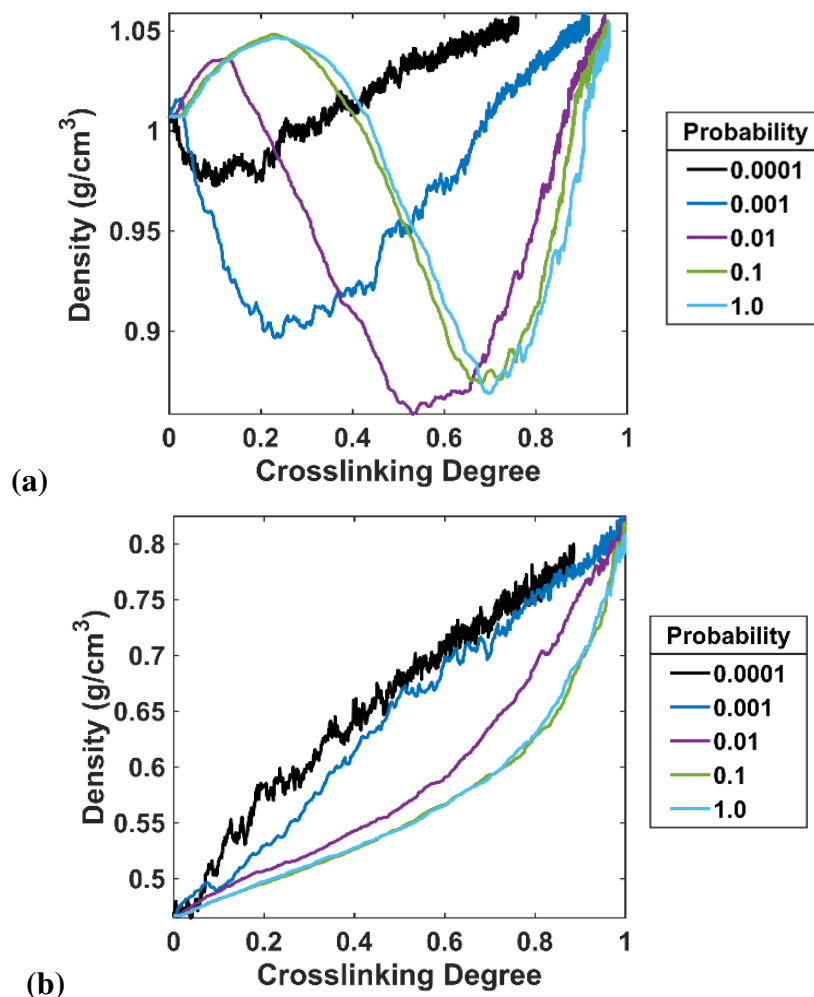 1.05
1
0.95
0.9
Density (g/cm³)
0 0.2 0.4 0.6 0.8 1
Crosslinking Degree
Probability
0.0001
0.001
0.01
0.1
1.0
(a)
0.8
0.75
0.7
0.65
0.6
0.55
0.5
Density (g/cm³)
0 0.2 0.4 0.6 0.8 1
Crosslinking Degree
Probability
0.0001
0.001
0.01
0.1
1.0
(b)